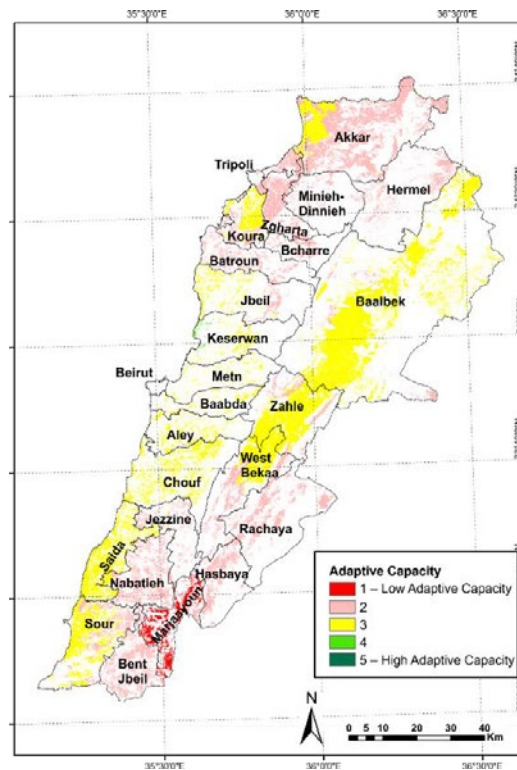 35°30'0"E 36°0'0"E 36°30'0"E
Akkar
Tripoli
Minieh-
Dinnieh
Hermel
Zgharta
Koura
Bcharre
Batroun
Baalbek
Jbeil
Keserwan
Beirut
Metn
Baabda
Zahle
Aley
West
Bekaa
Chouf
Jezzine
Rachaya
Saida
Hasbaya
Nabatieh
Marjaayoun
Sour
Bent
Jbeil
Adaptive Capacity
1 – Low Adaptive Capacity
2
3
4
5 – High Adaptive Capacity
N
0 5 10 20 30 40
Km
35°30'0"E 36°0'0"E 36°30'0"E